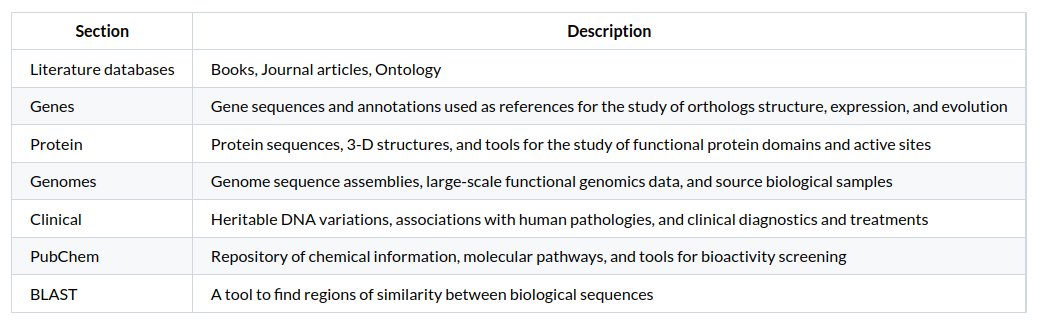 Section Description
Literature databases Books, Journal articles, Ontology
Genes Gene sequences and annotations used as references for the study of orthologs structure, expression, and evolution
Protein Protein sequences, 3-D structures, and tools for the study of functional protein domains and active sites
Genomes Genome sequence assemblies, large-scale functional genomics data, and source biological samples
Clinical Heritable DNA variations, associations with human pathologies, and clinical diagnostics and treatments
PubChem Repository of chemical information, molecular pathways, and tools for bioactivity screening
BLAST A tool to find regions of similarity between biological sequences